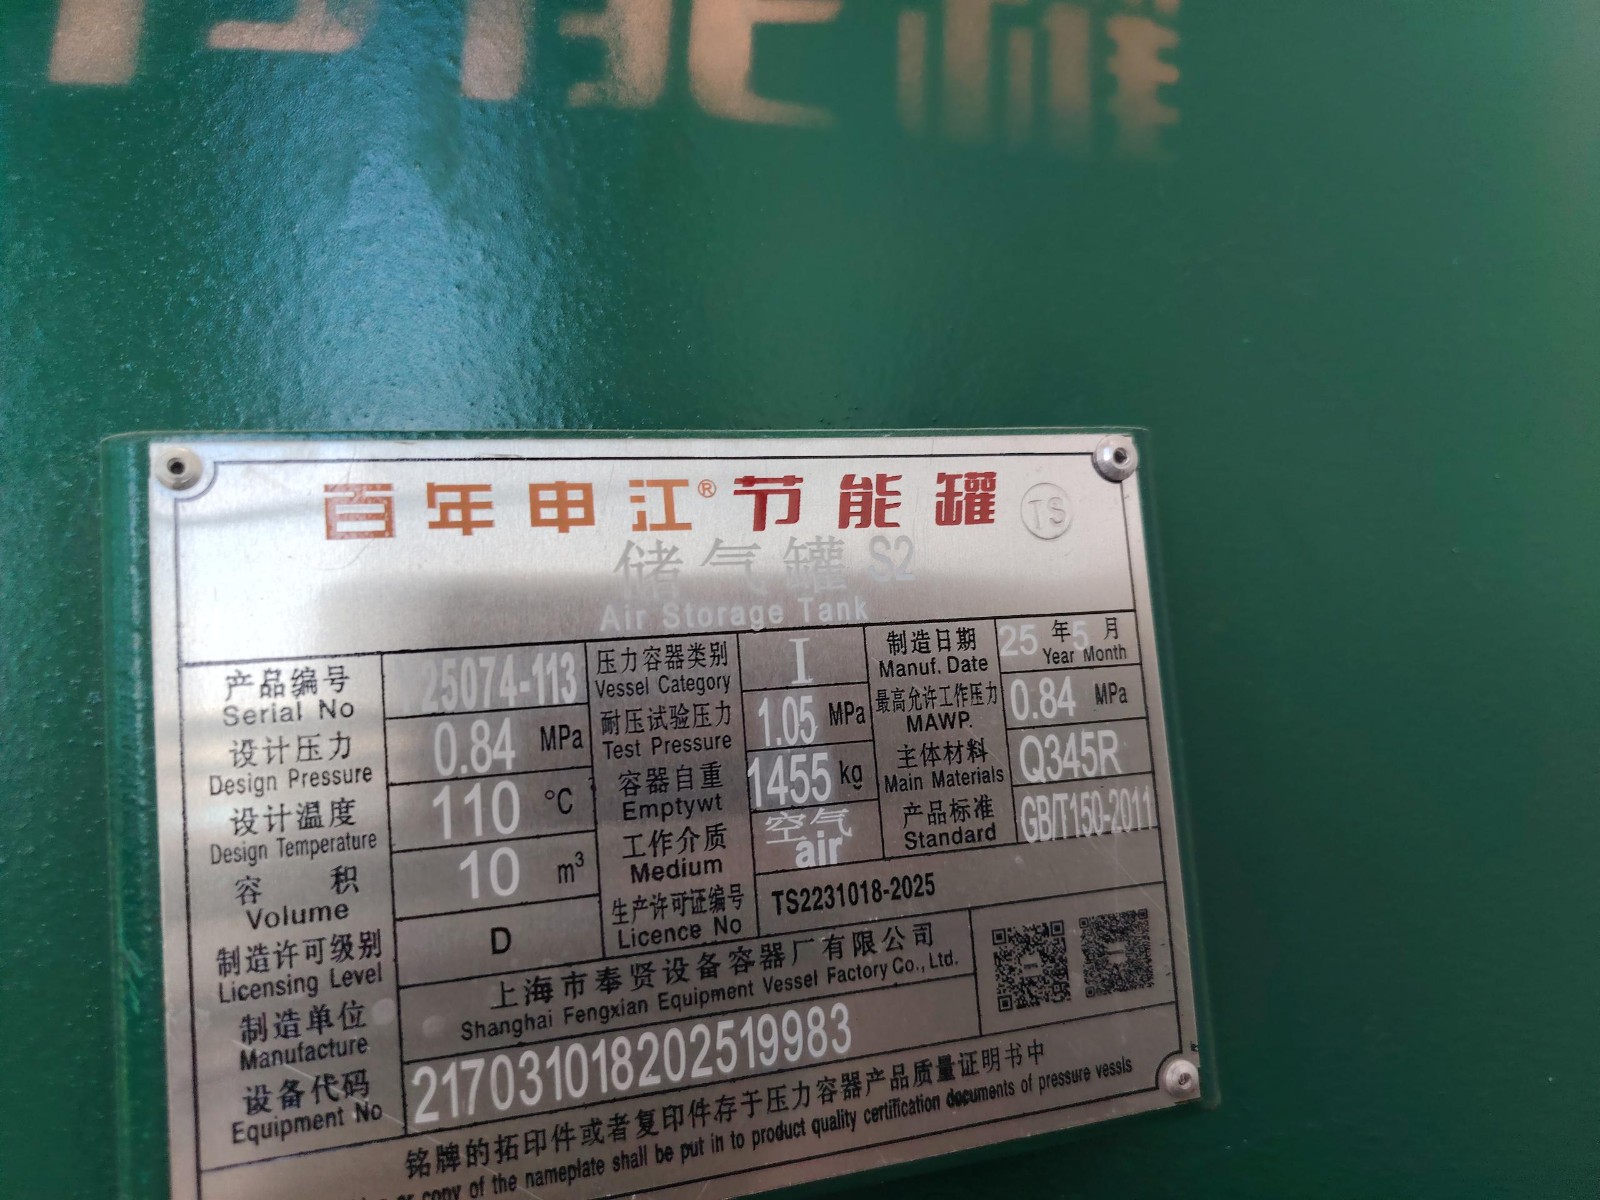 节能罐
百年申江® 节能罐 TS
储气罐 S2
Air Storage Tank
产品编号 25074-113 压力容器类别 I 制造日期 25 年 5 月
Serial No Vessel Category Manuf. Date Year Month
设计压力 0.84 MPa 耐压试验压力 1.05 MPa 最高允许工作压力 0.84 MPa
Design Pressure Test Pressure MAWP.
设计温度 110 °C 容器自重 1455 kg 主体材料 Q345R
Design Temperature Emptywt Main Materials
容积 10 m³ 工作介质 空气 产品标准 GB/T150-2011
Volume Medium air Standard
制造许可级别 D 生产许可证编号 TS2231018-2025
Licensing Level Licence No
制造单位 上海市奉贤设备容器厂有限公司
Manufacture Shanghai Fengxian Equipment Vessel Factory Co., Ltd.
设备代码 217031018202519983
Equipment No
铭牌的拓印件或者复印件存于压力容器产品质量证明书中
or copy of the nameplate shall be put in to product quality certification documents of pressure vessls